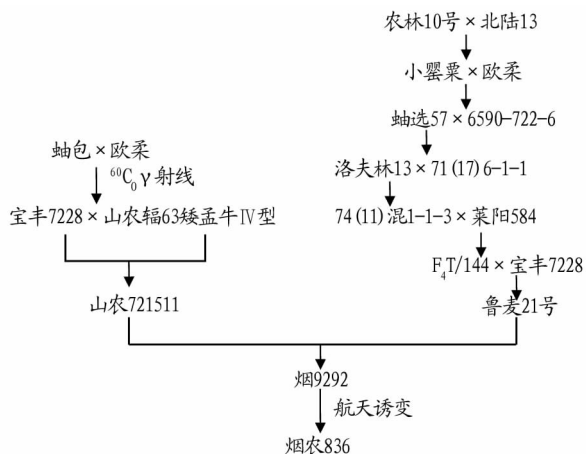 农林10号×北陆13
小罂粟×欧柔
蚰选57×6590-722-6
蚰包×欧柔
⁶⁰C₀γ射线
洛夫林13×71(17)6-1-1
宝丰7228×山农辐63矮孟牛Ⅳ型
74(11)混1-1-3×莱阳584
F₄T/144×宝丰7228
山农721511
鲁麦21号
烟9292
航天诱变
烟农836